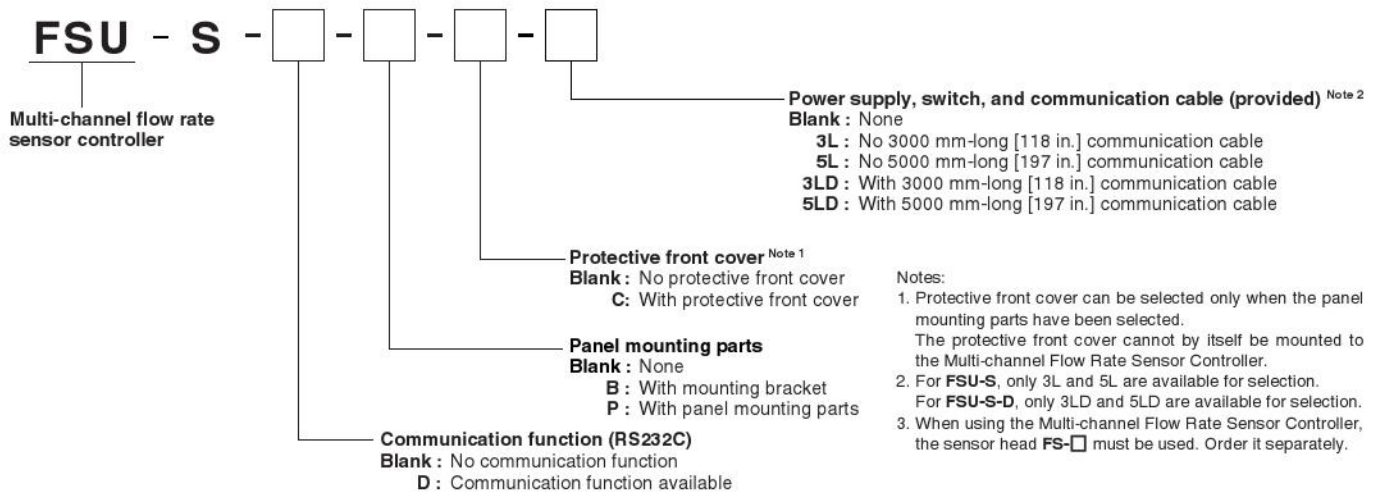 FSU - S - □ - □ - □ - □
Multi-channel flow rate
sensor controller
Power supply, switch, and communication cable (provided) Note 2
Blank : None
3L : No 3000 mm-long [118 in.] communication cable
5L : No 5000 mm-long [197 in.] communication cable
3LD : With 3000 mm-long [118 in.] communication cable
5LD : With 5000 mm-long [197 in.] communication cable
Protective front cover Note 1
Blank : No protective front cover
C: With protective front cover
Panel mounting parts
Blank : None
B : With mounting bracket
P : With panel mounting parts
Communication function (RS232C)
Blank : No communication function
D : Communication function available
Notes:
1. Protective front cover can be selected only when the panel
mounting parts have been selected.
The protective front cover cannot by itself be mounted to
the Multi-channel Flow Rate Sensor Controller.
2. For FSU-S, only 3L and 5L are available for selection.
For FSU-S-D, only 3LD and 5LD are available for selection.
3. When using the Multi-channel Flow Rate Sensor Controller,
the sensor head FS-□ must be used. Order it separately.